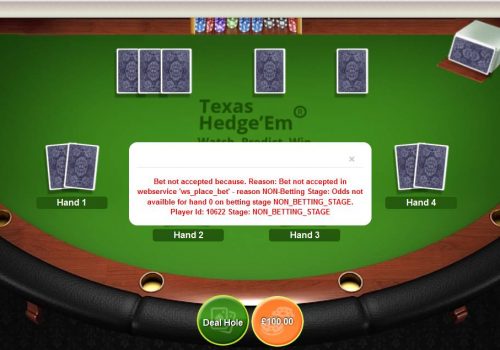 Texas
Hedge'Em®
Watch Predict Win
×
Bet not accepted because. Reason: Bet not accepted in
webservice 'ws_place_bet' - reason NON-Betting Stage: Odds not
availble for hand 0 on betting stage NON_BETTING_STAGE.
Player Id: 10622 Stage: NON_BETTING_STAGE
Hand 1
Hand 4
Hand 2
Hand 3
Deal Hole
£100.00